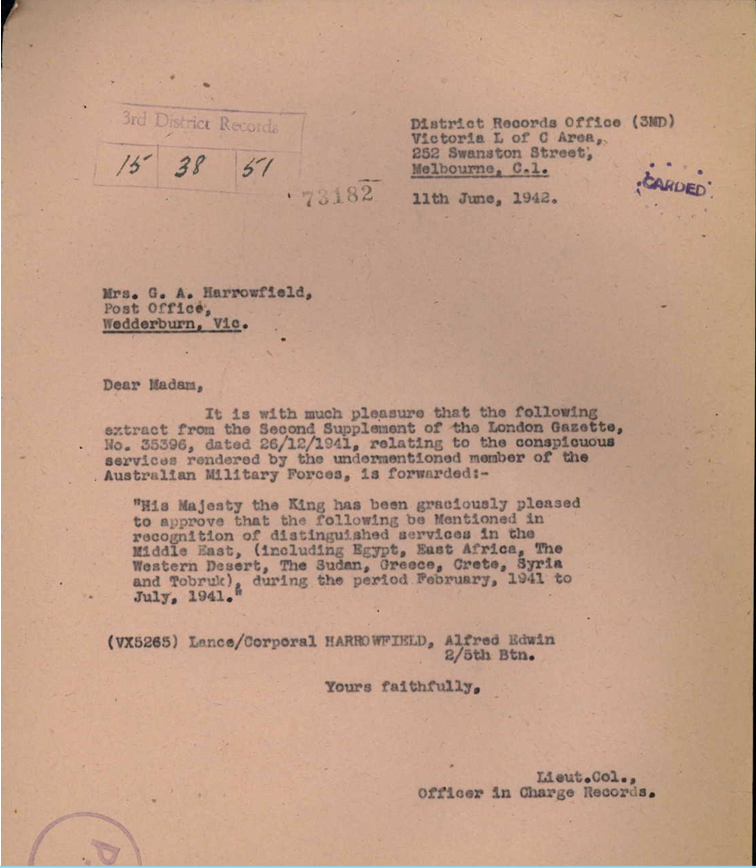 3rd District Records
15 38 51
73182
District Records Office (3MD)
Victoria L of C Area,
252 Swanston Street,
Melbourne, C.1.
CARDED
11th June, 1942.
Mrs. G. A. Harrowfield,
Post Office,
Wedderburn, Vic.
Dear Madam,
It is with much pleasure that the following
extract from the Second Supplement of the London Gazette,
No. 35396, dated 26/12/1941, relating to the conspicuous
services rendered by the undermentioned member of the
Australian Military Forces, is forwarded:-
"His Majesty the King has been graciously pleased
to approve that the following be Mentioned in
recognition of distinguished services in the
Middle East, (including Egypt, East Africa, The
Western Desert, The Sudan, Greece, Crete, Syria
and Tobruk), during the period February, 1941 to
July, 1941."
(VX5265) Lance/Corporal HARROWFIELD, Alfred Edwin
2/5th Btn.
Yours faithfully,
Lieut.Col.,
Officer in Charge Records.